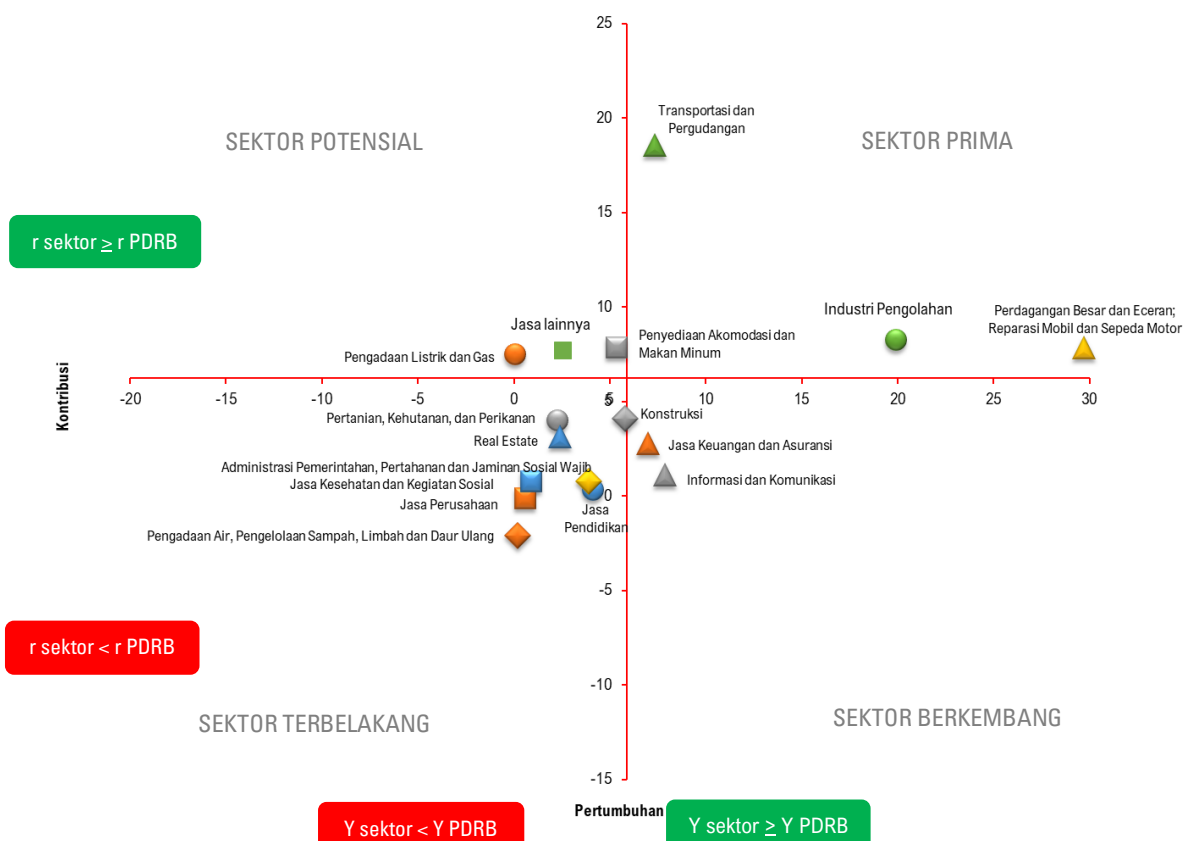 25
20
Transportasi dan
Pergudangan
SEKTOR POTENSIAL
SEKTOR PRIMA
15
r sektor ≥ r PDRB
10
Industri Pengolahan
Perdagangan Besar dan Eceran;
Reparasi Mobil dan Sepeda Motor
Jasa lainnya
Penyediaan Akomodasi dan
Makan Minum
Pengadaan Listrik dan Gas
Kontribusi
-20 -15 -10 -5 0 5 10 15 20 25 30
5
Pertanian, Kehutanan, dan Perikanan
Konstruksi
Real Estate
Jasa Keuangan dan Asuransi
Administrasi Pemerintahan, Pertahanan dan Jaminan Sosial Wajib
Jasa Kesehatan dan Kegiatan Sosial
Informasi dan Komunikasi
0
Jasa Perusahaan
Jasa
Pendidikan
Pengadaan Air, Pengelolaan Sampah, Limbah dan Daur Ulang
-5
r sektor < r PDRB
-10
SEKTOR TERBELAKANG
SEKTOR BERKEMBANG
-15
Pertumbuhan
Y sektor < Y PDRB
Y sektor ≥ Y PDRB